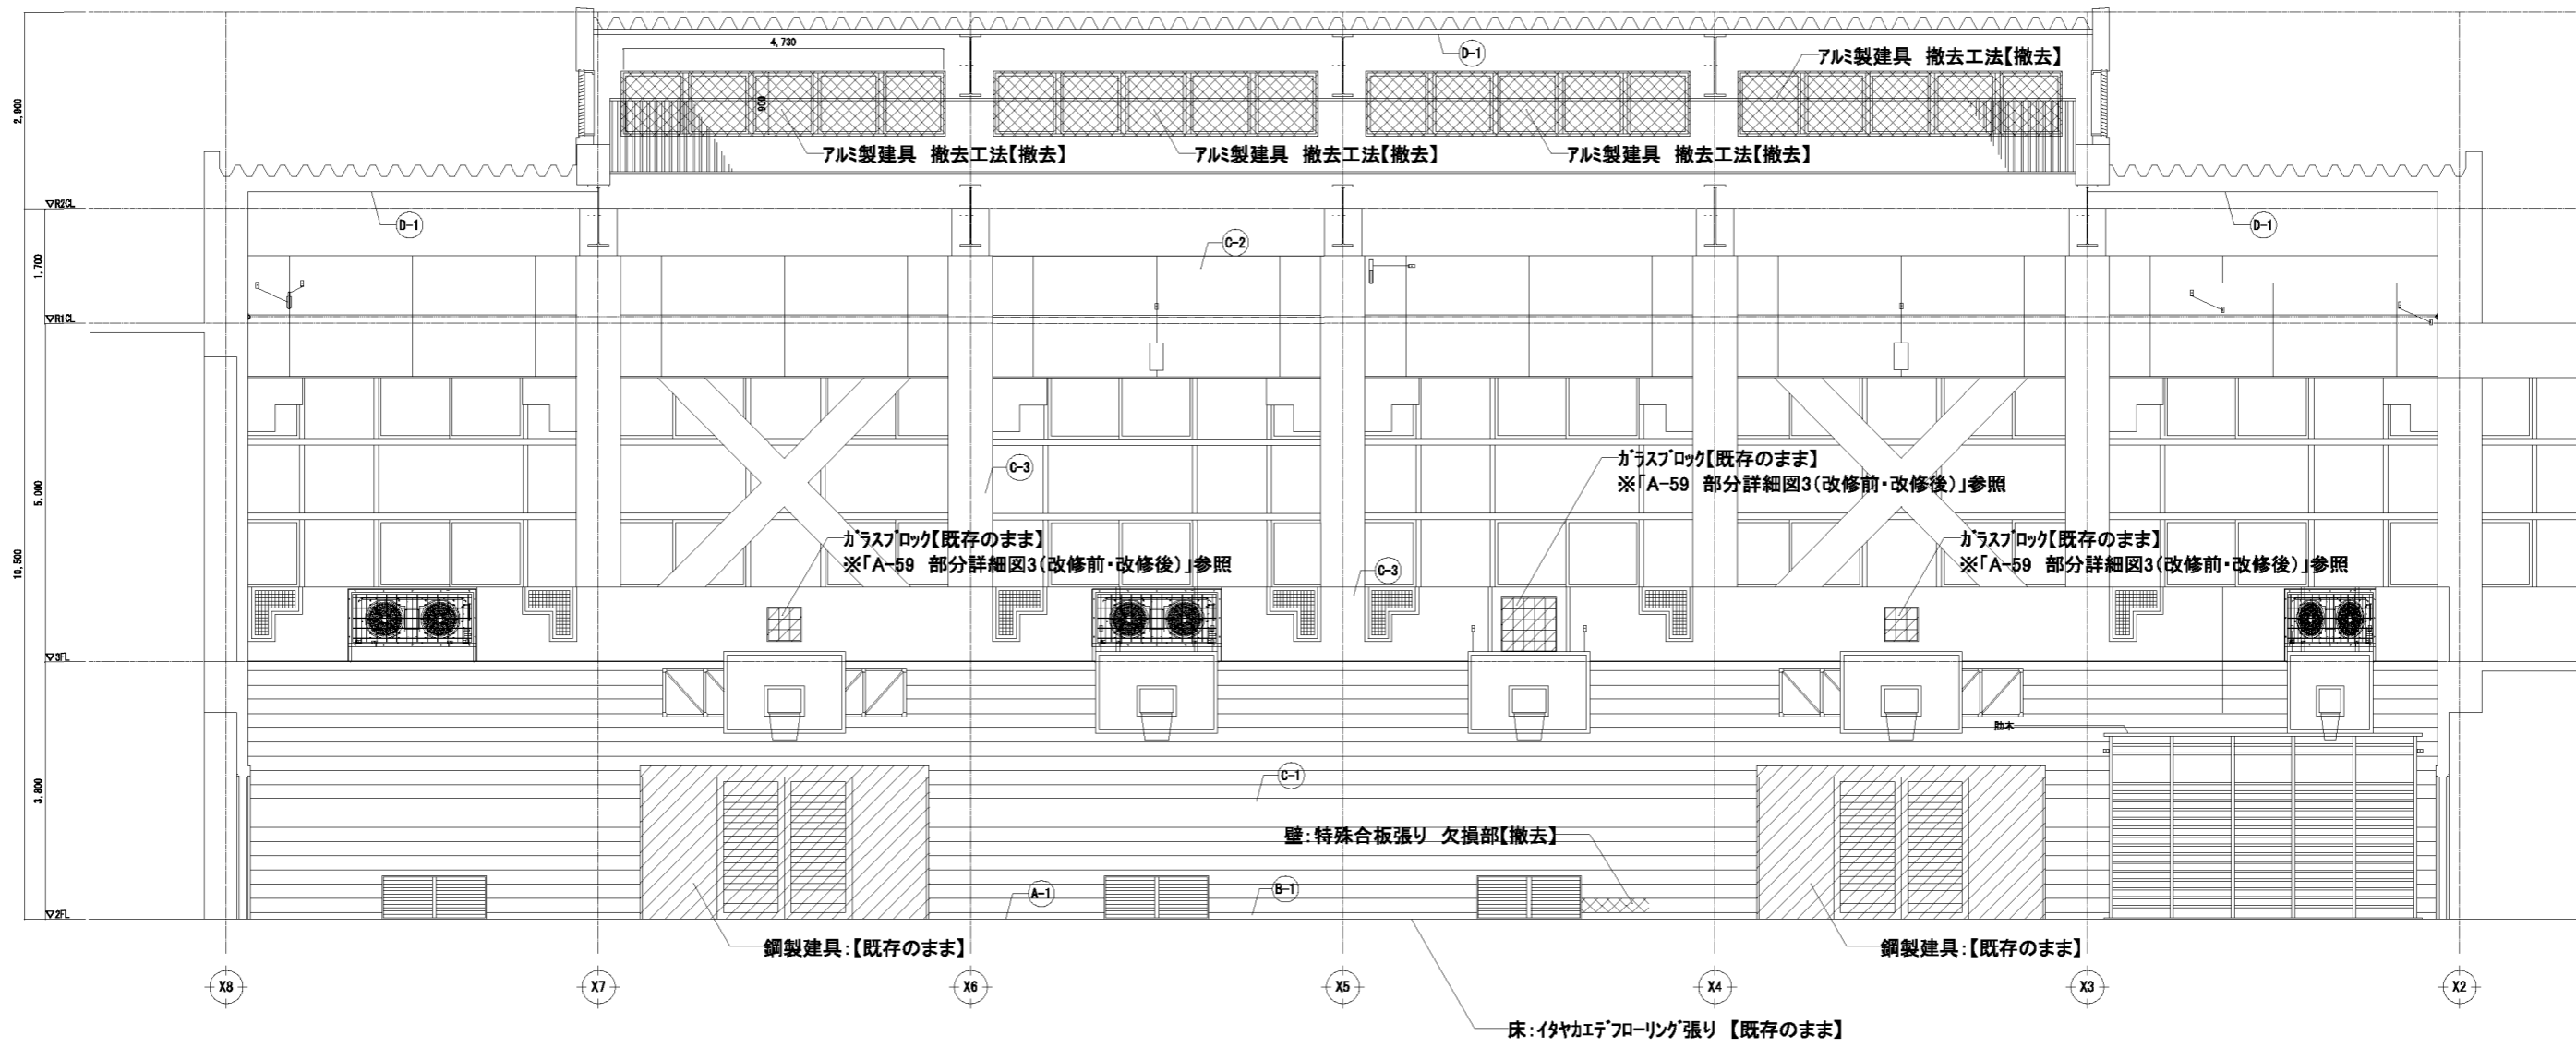 4,730
D-1
アルミ製建具 撤去工法【撤去】
2,900
900
アルミ製建具 撤去工法【撤去】
アルミ製建具 撤去工法【撤去】
アルミ製建具 撤去工法【撤去】
▽R2CL
D-1
D-1
C-2
1,700
▽R1CL
ガラスブロック【既存のまま】
※「A-59 部分詳細図3(改修前・改修後)」参照
C-3
5,000
ガラスブロック【既存のまま】
※「A-59 部分詳細図3(改修前・改修後)」参照
ガラスブロック【既存のまま】
※「A-59 部分詳細図3(改修前・改修後)」参照
10,500
C-3
▽3FL
肋木
C-1
3,800
壁:特殊合板張り 欠損部【撤去】
A-1
B-1
▽2FL
鋼製建具:【既存のまま】
鋼製建具:【既存のまま】
X8
X7
X6
X5
X4
X3
X2
床:イタヤカエデフローリング張り 【既存のまま】